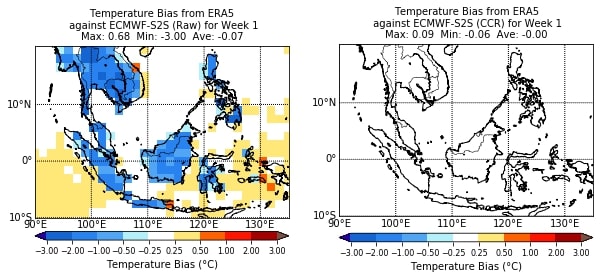 Temperature Bias from ERA5
against ECMWF-S2S (Raw) for Week 1
Max: 0.68 Min: -3.00 Ave: -0.07
10°N
0°
10°S
90°E 100°E 110°E 120°E 130°E
−3.00 −2.00 −1.00 −0.50 −0.25 0.25 0.50 1.00 2.00 3.00
Temperature Bias (°C)
Temperature Bias from ERA5
against ECMWF-S2S (CCR) for Week 1
Max: 0.09 Min: -0.06 Ave: -0.00
10°N
0°
10°S
90°E 100°E 110°E 120°E 130°E
−3.00 −2.00 −1.00 −0.50 −0.25 0.25 0.50 1.00 2.00 3.00
Temperature Bias (°C)